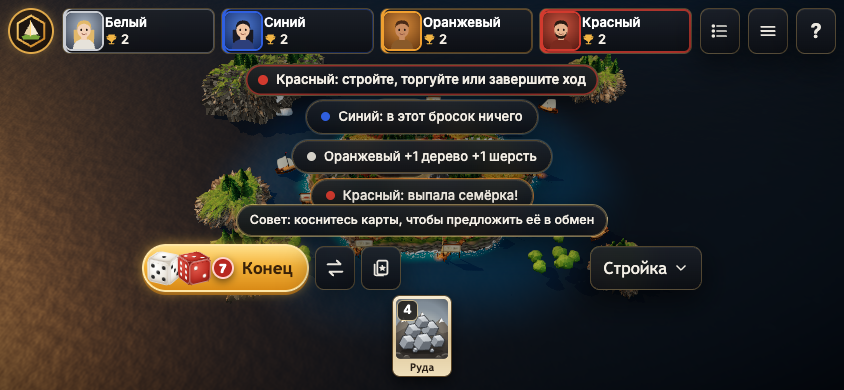 Белый
2
Синий
2
Оранжевый
2
Красный
2
?
Красный: стройте, торгуйте или завершите ход
Синий: в этот бросок ничего
Оранжевый +1 дерево +1 шерсть
Красный: выпала семёрка!
Совет: коснитесь карты, чтобы предложить её в обмен
7 Конец
Стройка
4
Руда